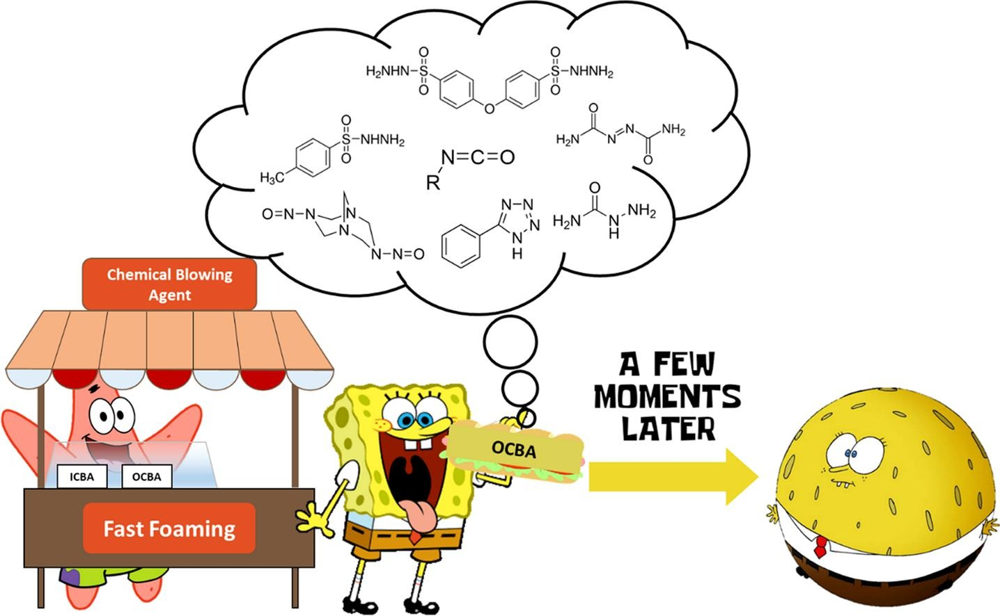 O
H₂NHN-S
O
O
O
S-NHNH₂
O
O
S-NHNH₂
O
H₃C
N=C=O
R
O
H₂N
N=N
NH₂
O
O=N-N
N
N
N-N=O
N-N
N
N
H
O
H₂N
N
H
NH₂
Chemical Blowing
Agent
ICBA
OCBA
Fast Foaming
OCBA
A FEW
MOMENTS
LATER